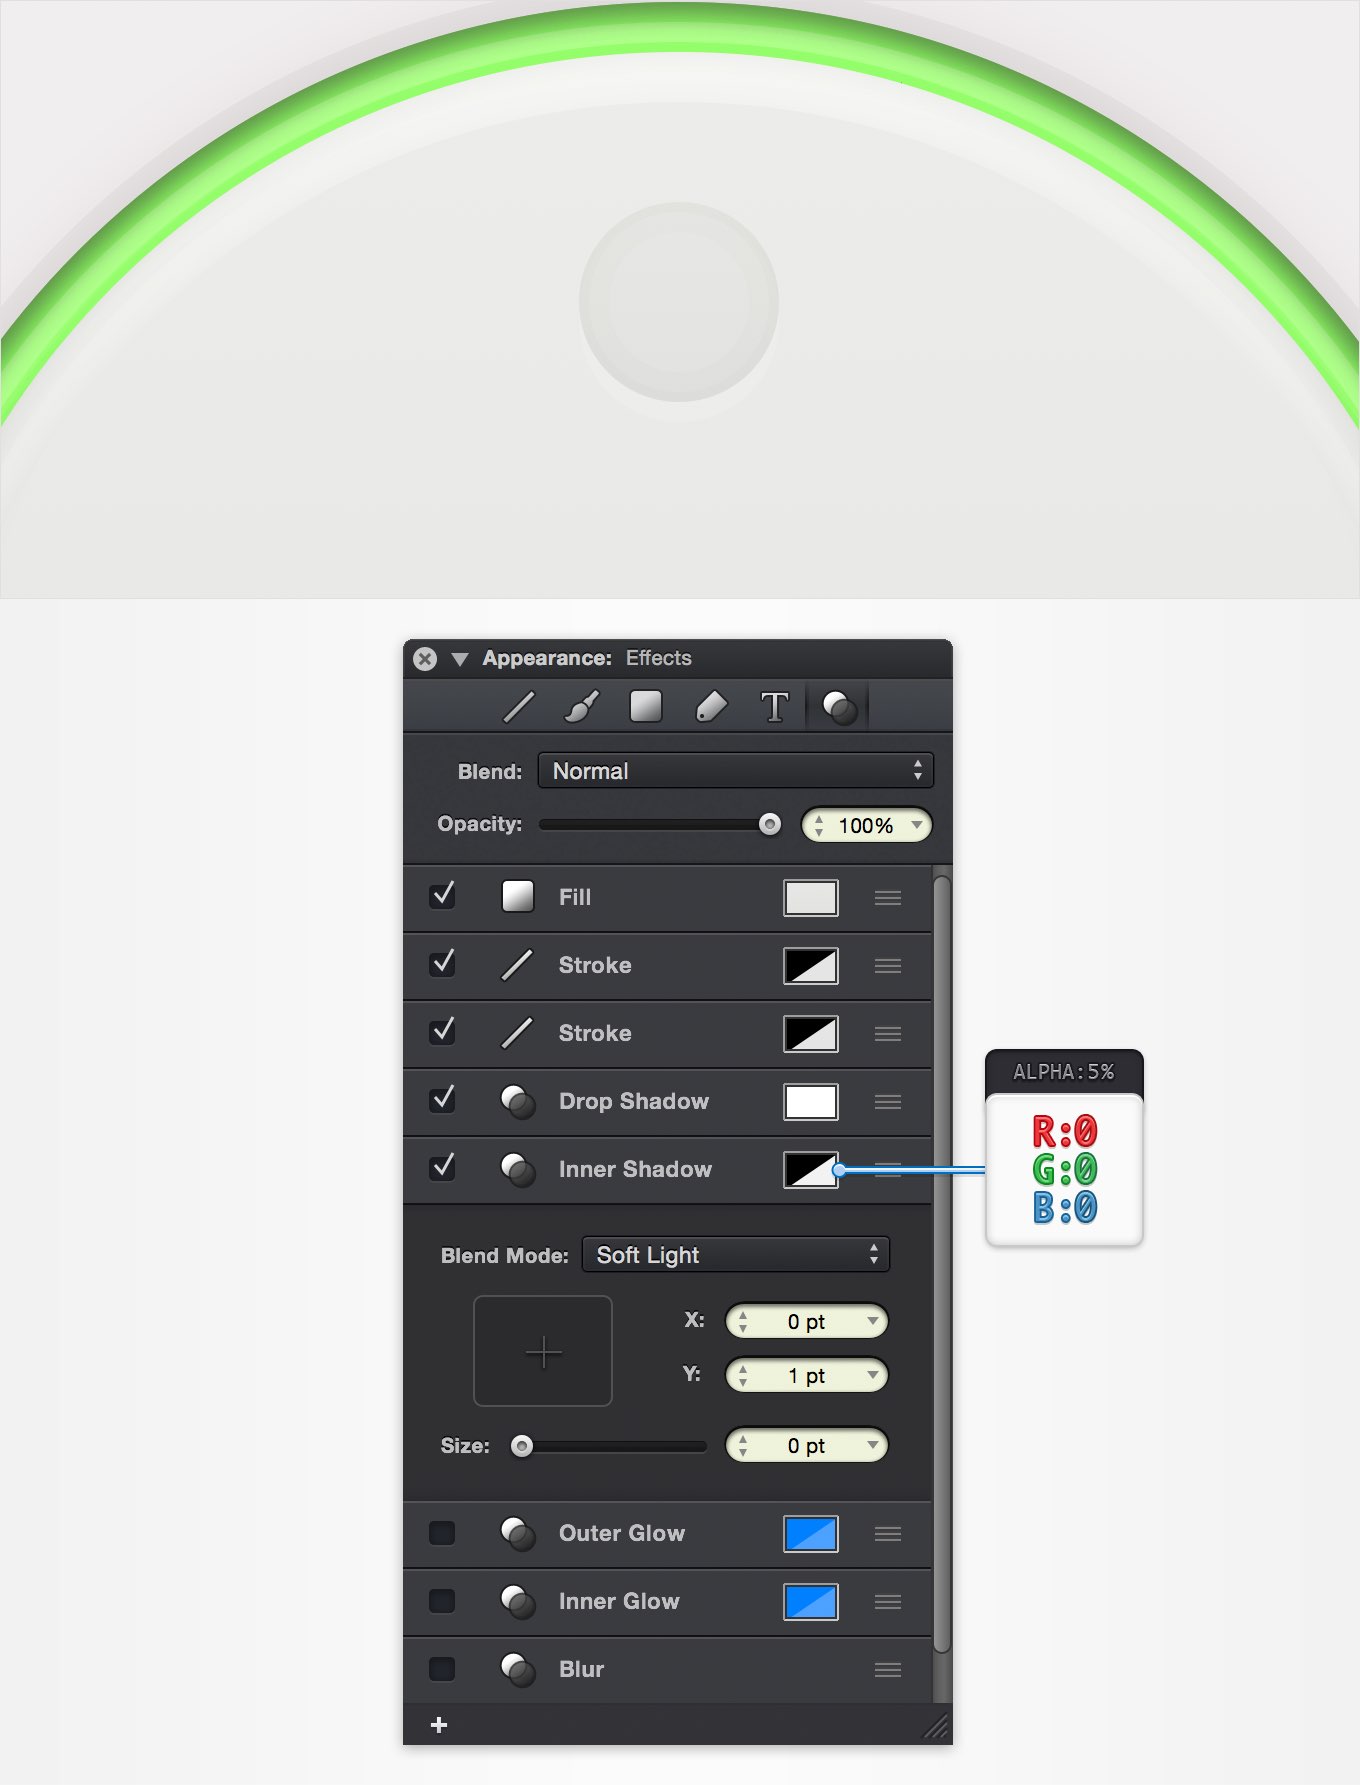 Appearance: Effects
T
Blend: Normal
Opacity: 100%
Fill
Stroke
Stroke
Drop Shadow
Inner Shadow
ALPHA:5%
R:0
G:0
B:0
Blend Mode: Soft Light
X: 0 pt
Y: 1 pt
Size: 0 pt
Outer Glow
Inner Glow
Blur